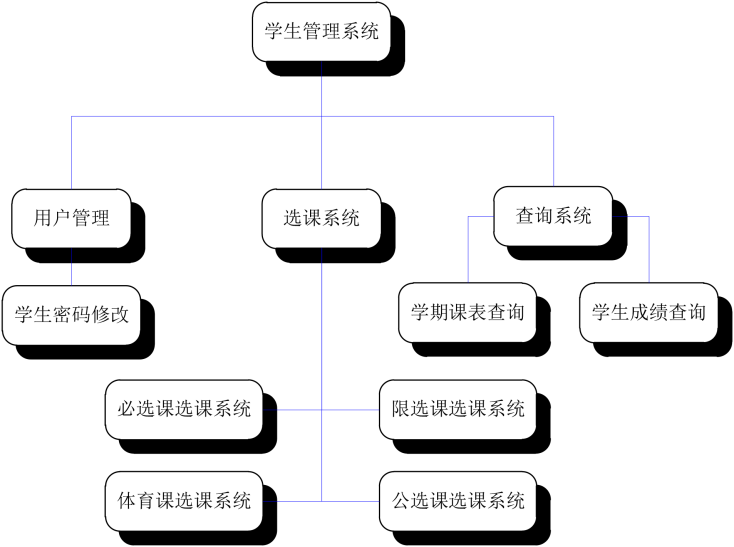 学生管理系统
用户管理
选课系统
查询系统
学生密码修改
学期课表查询
学生成绩查询
必选课选课系统
限选课选课系统
体育课选课系统
公选课选课系统